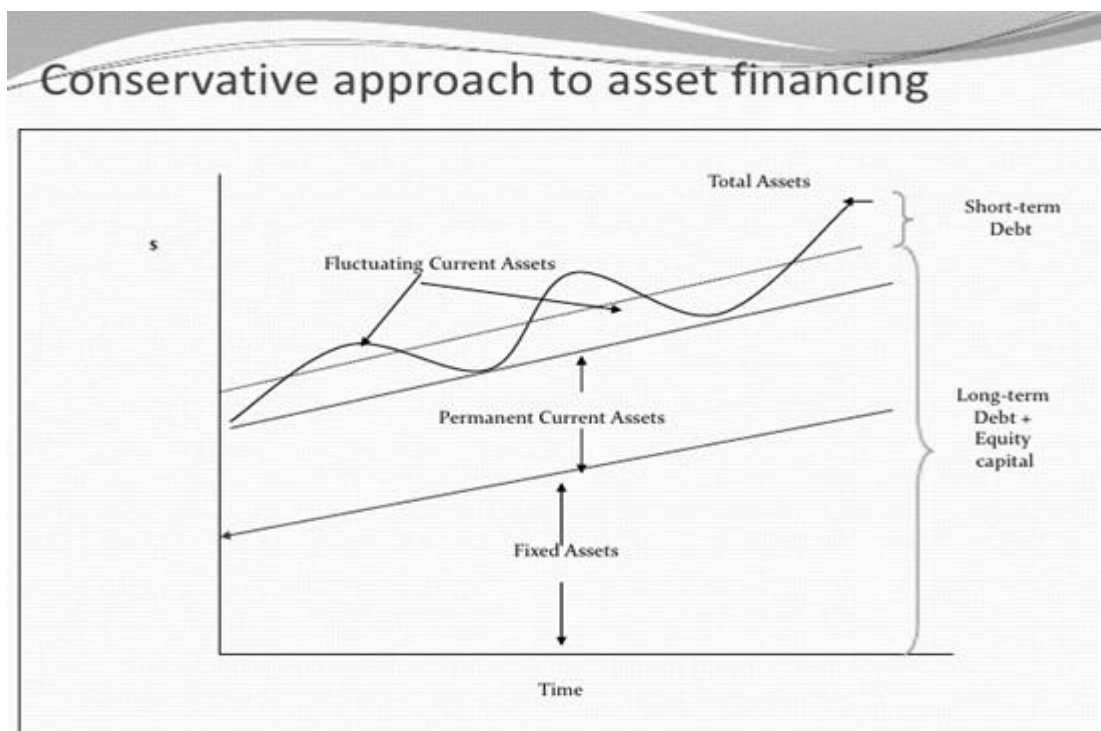 Conservative approach to asset financing
Total Assets
Short-term
Debt
$
Fluctuating Current Assets
Permanent Current Assets
Long-term
Debt +
Equity
capital
Fixed Assets
Time